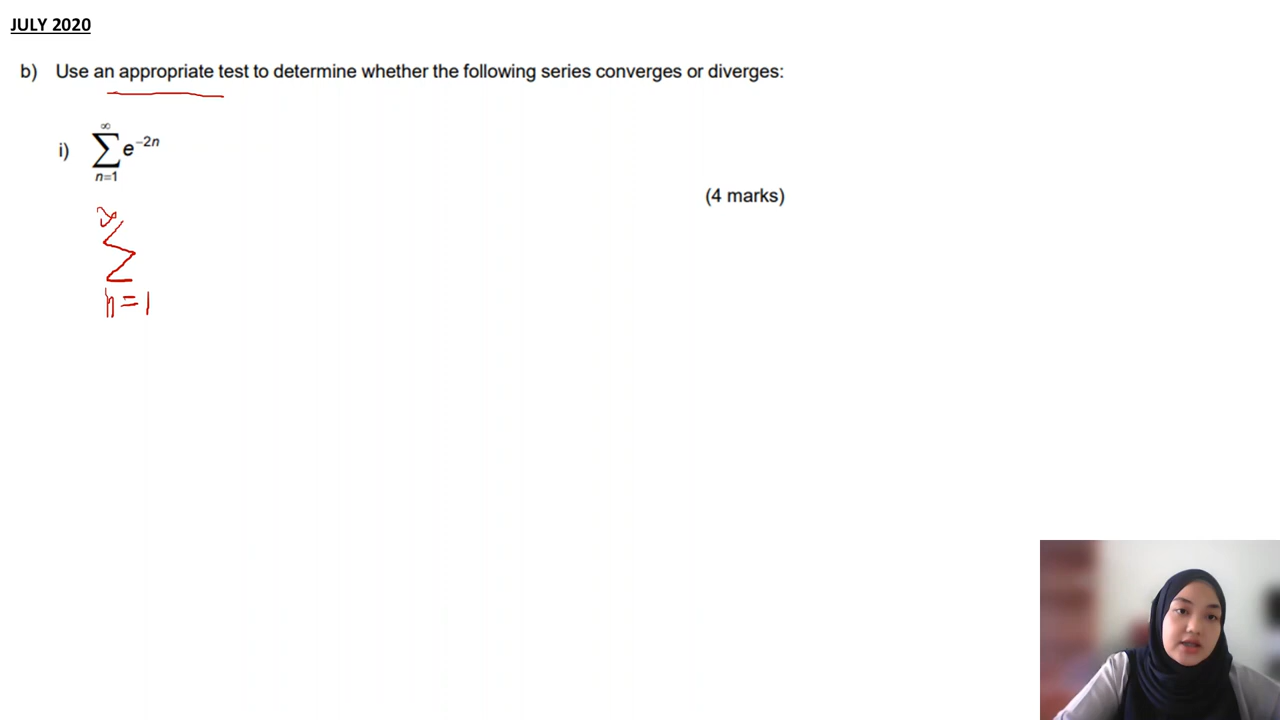 JULY 2020
b) Use an appropriate test to determine whether the following series converges or diverges:
∞
i) ∑ e⁻²ⁿ
n=1
(4 marks)
∞
∑
n=1